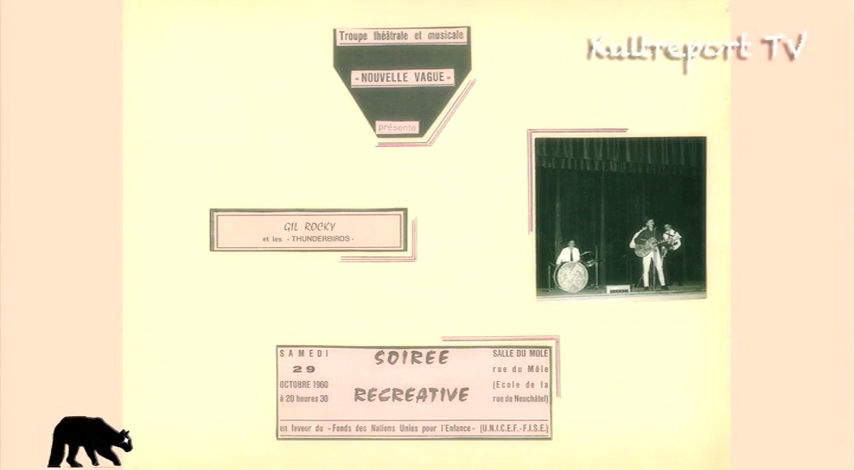 Kultreport TV
Troupe théâtrale et musicale
- NOUVELLE VAGUE -
présente
GIL ROCKY
et les - THUNDERBIRDS -
SAMEDI
29
OCTOBRE 1960
à 20 heures 30
SOIREE
RECREATIVE
SALLE DU MOLE
rue du Môle
(Ecole de la
rue de Neuchâtel)
en faveur du - Fonds des Nations Unies pour l'Enfance - (U.N.I.C.E.F. - F.I.S.E.)